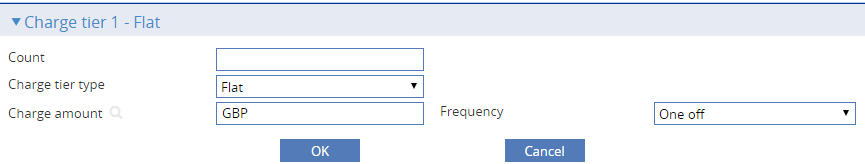 Charge tier 1 - Flat
Count
Charge tier type Flat
Charge amount GBP Frequency One off
OK Cancel